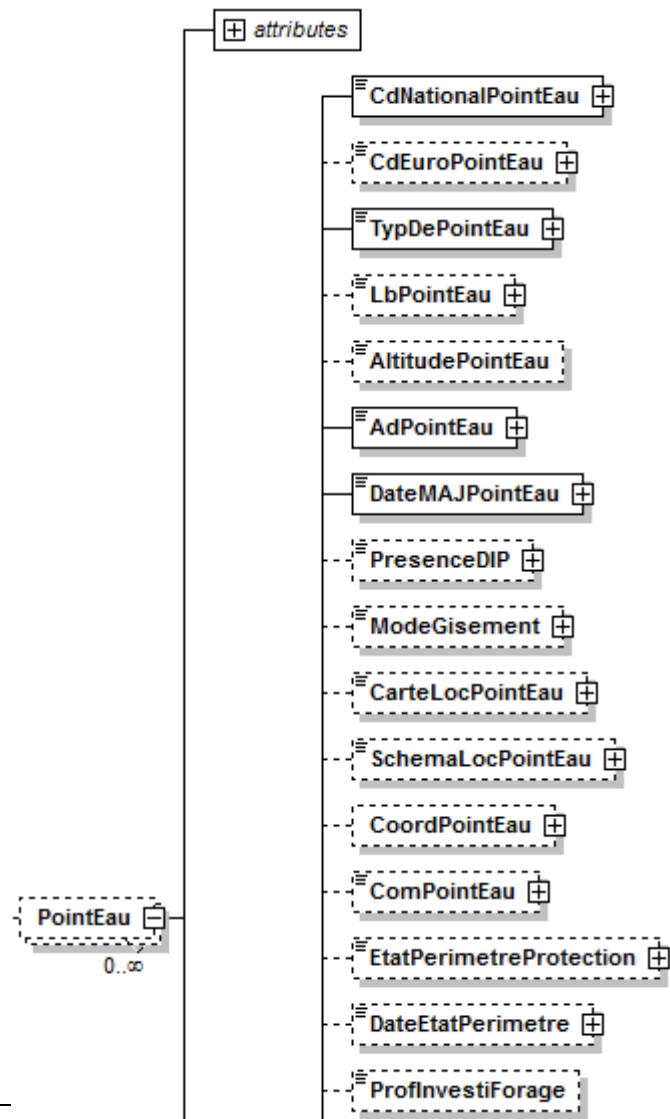 attributes
CdNationalPointEau
CdEuroPointEau
TypDePointEau
LbPointEau
AltitudePointEau
AdPointEau
DateMAJPointEau
PresenceDIP
ModeGisement
CarteLocPointEau
SchemaLocPointEau
CoordPointEau
ComPointEau
PointEau
0..∞
EtatPerimetreProtection
DateEtatPerimetre
ProfInvestiForage